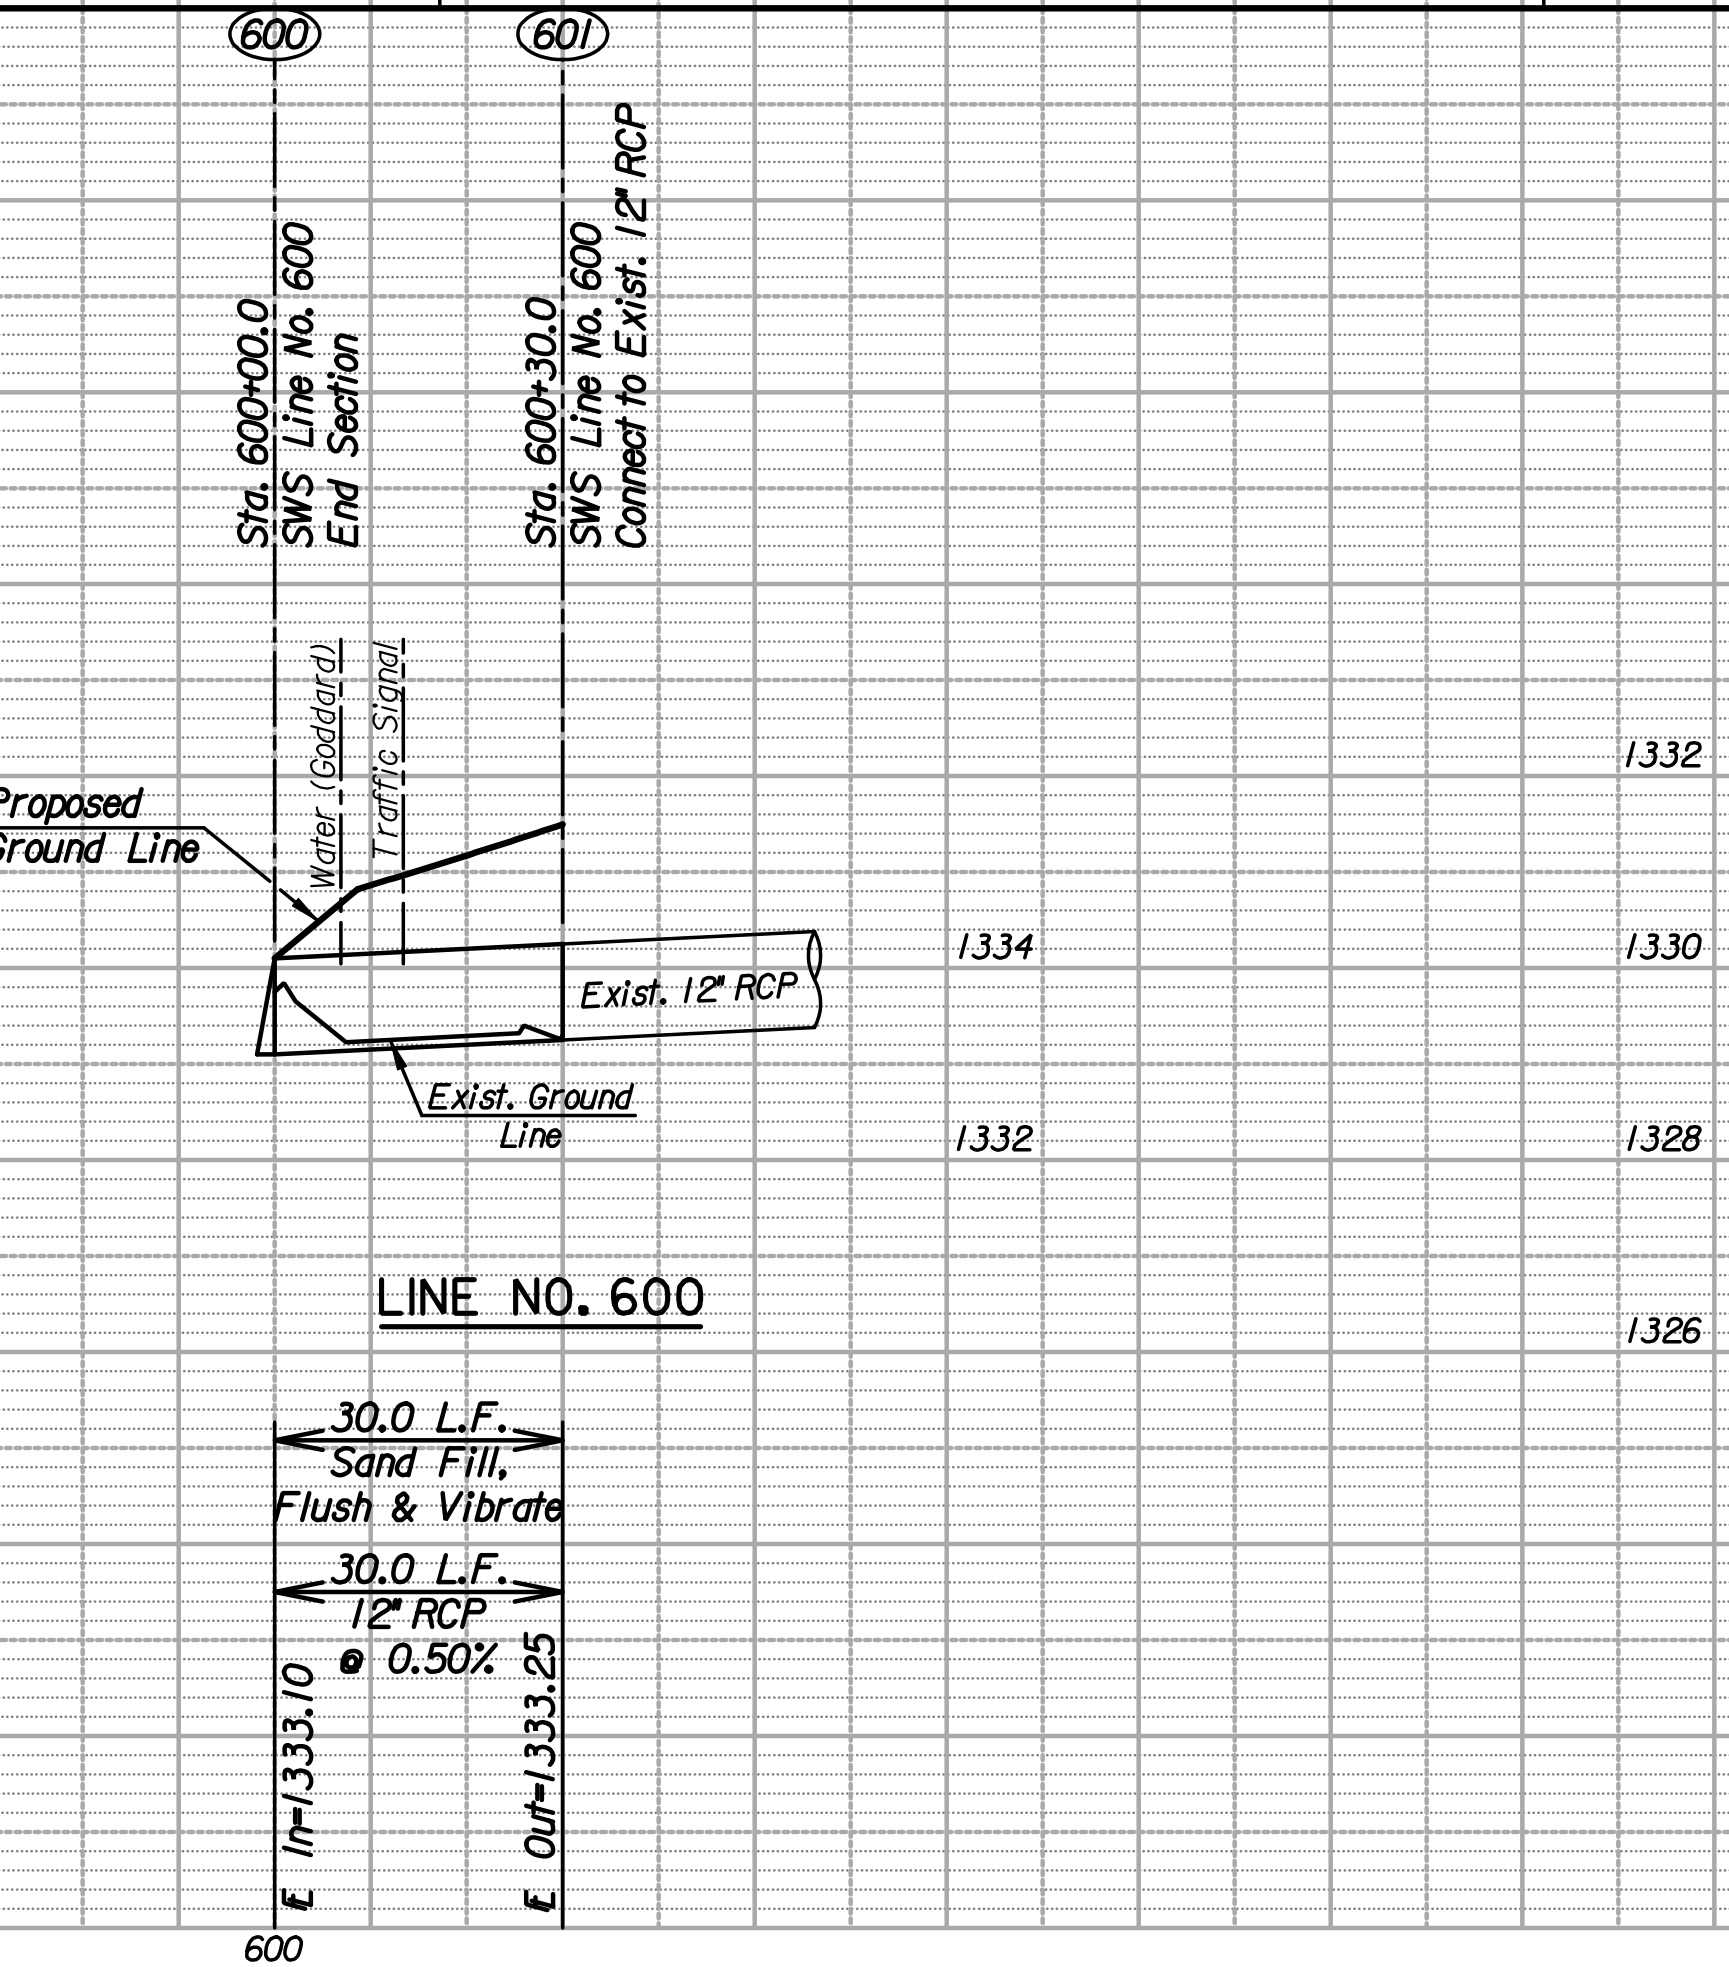 600
601
Sta. 600+00.0
SWS Line No. 600
End Section
Sta. 600+30.0
SWS Line No. 600
Connect to Exist. 12" RCP
Water (Goddard)
Traffic Signal
1332
Proposed
Ground Line
1334
1330
Exist. 12" RCP
Exist. Ground
Line
1332
1328
LINE NO. 600
1326
30.0 L.F.
Sand Fill,
Flush & Vibrate
30.0 L.F.
12" RCP
@ 0.50%
In=1333.10
Out=1333.25
600